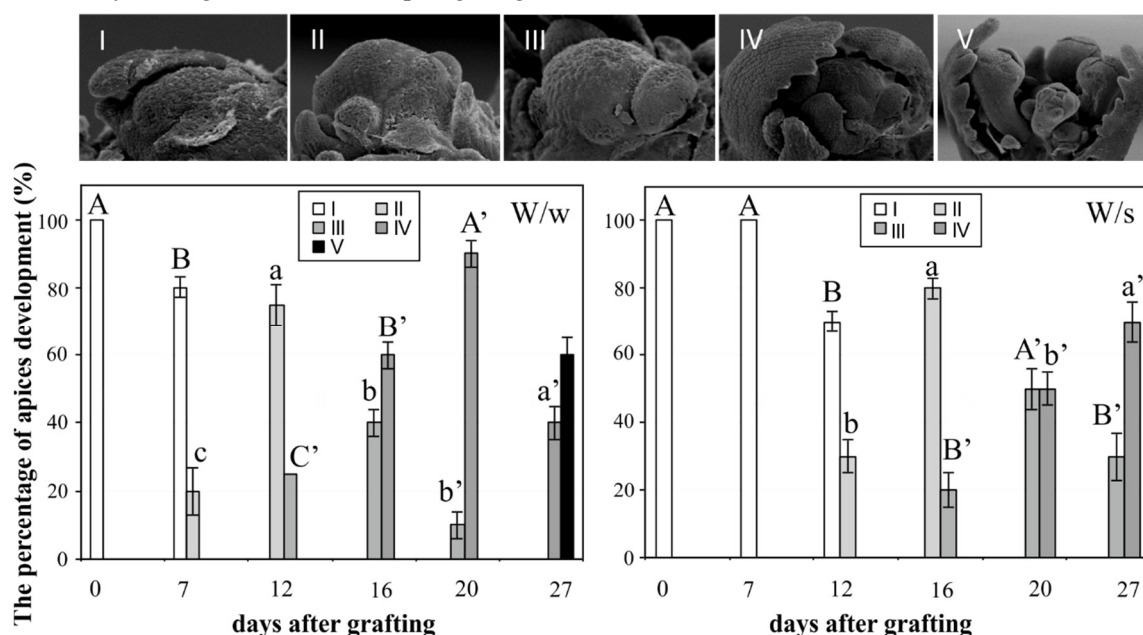 I II III IV V
The percentage of apices development (%)
100
80
60
40
20
0
A B c a C' b B' b' A' a'
I II
III IV
V
W/w
0 7 12 16 20 27
days after grafting
100
80
60
40
20
0
A A B b a B' A' b' B' a'
I II
III IV
W/s
0 7 12 16 20 27
days after grafting